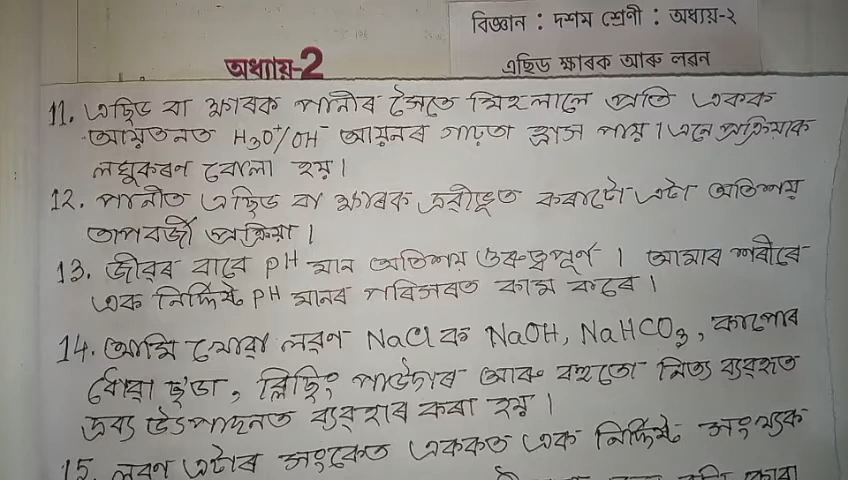 বিজ্ঞান : দশম শ্ৰেণী : অধ্যায়-২
অধ্যায়-2
এছিড ক্ষাৰক আৰু লৱন
11. এছিড বা ক্ষাৰক পানীৰ সৈতে মিহলালে প্ৰতি একক
আয়তনত H₃O⁺/OH⁻ আয়নৰ গাঢ়তা হ্ৰাস পায়। এনে প্ৰক্ৰিয়াক
লঘুকৰণ বোলা হয়।
12. পানীত এছিড বা ক্ষাৰক দ্ৰৱীভূত কৰাটো এটা অতিশয়
তাপবৰ্জী প্ৰক্ৰিয়া।
13. জীৱৰ বাবে pH মান অতিশয় গুৰুত্বপূৰ্ণ। আমাৰ শৰীৰে
এক নিৰ্দিষ্ট pH মানৰ পৰিসৰত কাম কৰে।
14. আমি খোৱা লৱণ NaCl ক NaOH, NaHCO₃, কাপোৰ
ধোৱা ছ'ডা, ব্লিছিং পাউদাৰ আৰু বহুতো নিত্য ব্যৱহৃত
দ্ৰব্য উৎপাদনত ব্যৱহাৰ কৰা হয়।
15. লৱণ এটাৰ সংকেত এককত এক নিৰ্দিষ্ট সংখ্যক